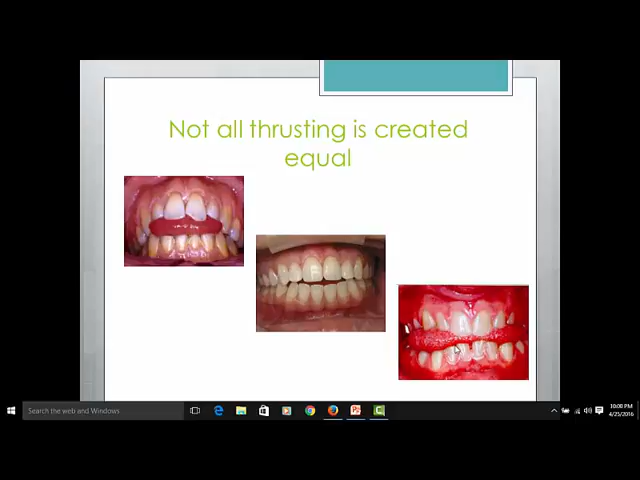 Not all thrusting is created
equal
Search the web and Windows
10:00 PM
4/25/2016